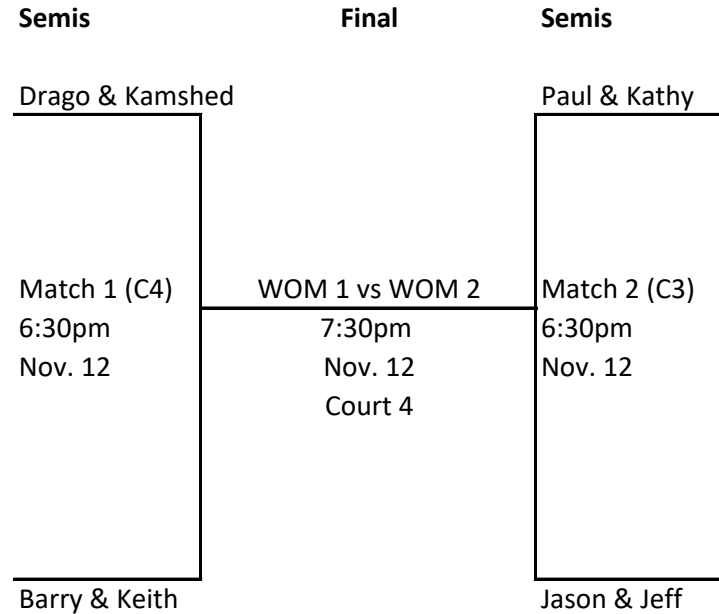 Semis Final Semis
Drago & Kamshed Paul & Kathy
Match 1 (C4) WOM 1 vs WOM 2 Match 2 (C3)
6:30pm 7:30pm 6:30pm
Nov. 12 Nov. 12 Nov. 12
Court 4
Barry & Keith Jason & Jeff